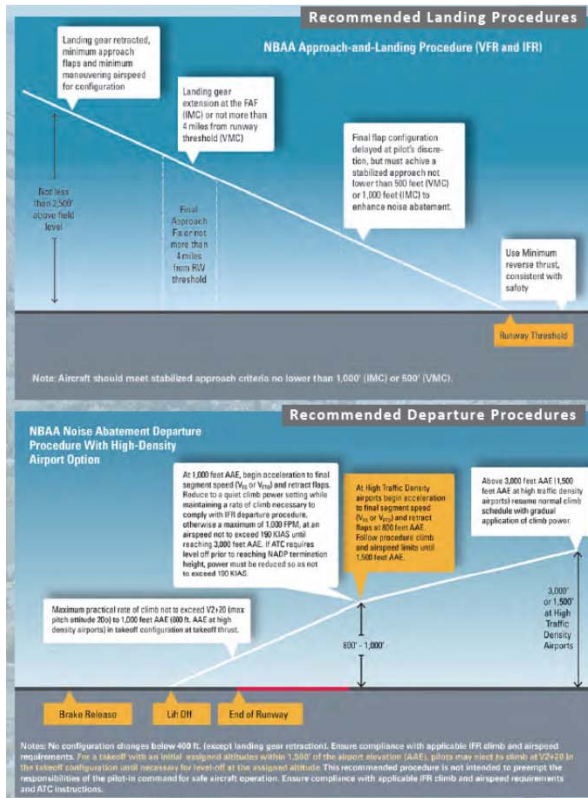 Recommended Landing Procedures
NBAA Approach-and-Landing Procedure (VFR and IFR)
Landing gear retracted,
minimum approach
flaps and minimum
maneuvering airspeed
for configuration
Landing gear
extension at the FAF
(IMC) or not more than
4 miles from runway
threshold (VMC)
Final flap configuration
delayed at pilot's discre-
tion, but must achive a
stabilized approach not
lower than 500 feet (VMC)
or 1,000 feet (IMC) to
enhance noise abatement.
Not less
than 2,500'
above field
level
Final
Approach
Fix or not
more than
4 miles
from RW
threshold
Use Minimum
reverse thrust,
consistent with
safety
Runway Threshold
Note: Aircraft should meet stabilized approach criteria no lower than 1,000' (IMC) or 500' (VMC).
Recommended Departure Procedures
NBAA Noise Abatement Departure
Procedure With High-Density
Airport Option
At 1,000 feet AAE, begin acceleration to final
segment speed (VFS or VFTO) and retract flaps.
Reduce to a quiet climb power setting while
maintaining a rate of climb necessary to
comply with IFR departure procedure,
otherwise a maximum of 1,000 FPM, at an
airspeed not to exceed 190 KIAS until
reaching 3,000 feet AAE. If ATC requires
level off prior to reaching NADP termination
height, power must be reduced so as not
to exceed 190 KIAS.
At High Traffic Density
airports begin acceleration
to final segment speed
(VFS or VFTO) and retract
flaps at 800 feet AAE.
Follow procedure climb
and airspeed limits until
1,500 feet AAE.
Above 3,000 feet AAE (1,500
feet AAE at high traffic density
airports) resume normal climb
schedule with gradual
application of climb power.
Maximum practical rate of climb not to exceed V2+20 (max
pitch attitude 20o) to 1,000 feet AAE (800 ft. AAE at high
density airports) in takeoff configuration at takeoff thrust.
800' - 1,000'
3,000'
or 1,500'
at High
Traffic
Density
Airports
Brake Release
Lift Off
End of Runway
Notes: No configuration changes below 400 ft. (except landing gear retraction). Ensure compliance with applicable IFR climb and airspeed
requirements. For a takeoff with an initial assigned altitudes within 1,500' of the airport elevation (AAE), pilots may elect to climb at V2+20 in
the takeoff configuration until necessary for level-off at the assigned altitude This recommended procedure is not intended to preempt the
responsibilities of the pilot-in command for safe aircraft operation. Ensure compliance with applicable IFR climb and airspeed requirements
and ATC instructions.